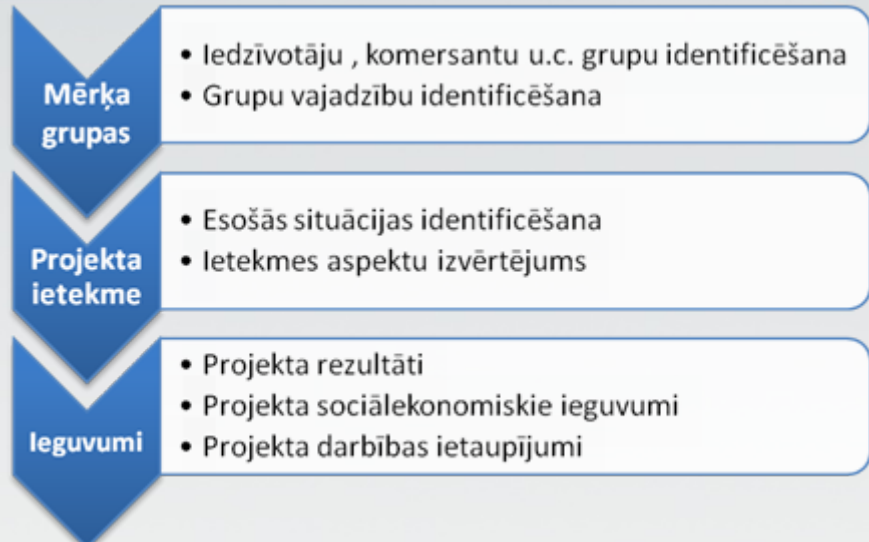 Mērķa
grupas
• Iedzīvotāju , komersantu u.c. grupu identificēšana
• Grupu vajadzību identificēšana
Projekta
ietekme
• Esošās situācijas identificēšana
• Ietekmes aspektu izvērtējums
Ieguvumi
• Projekta rezultāti
• Projekta sociālekonomiskie ieguvumi
• Projekta darbības ietaupījumi